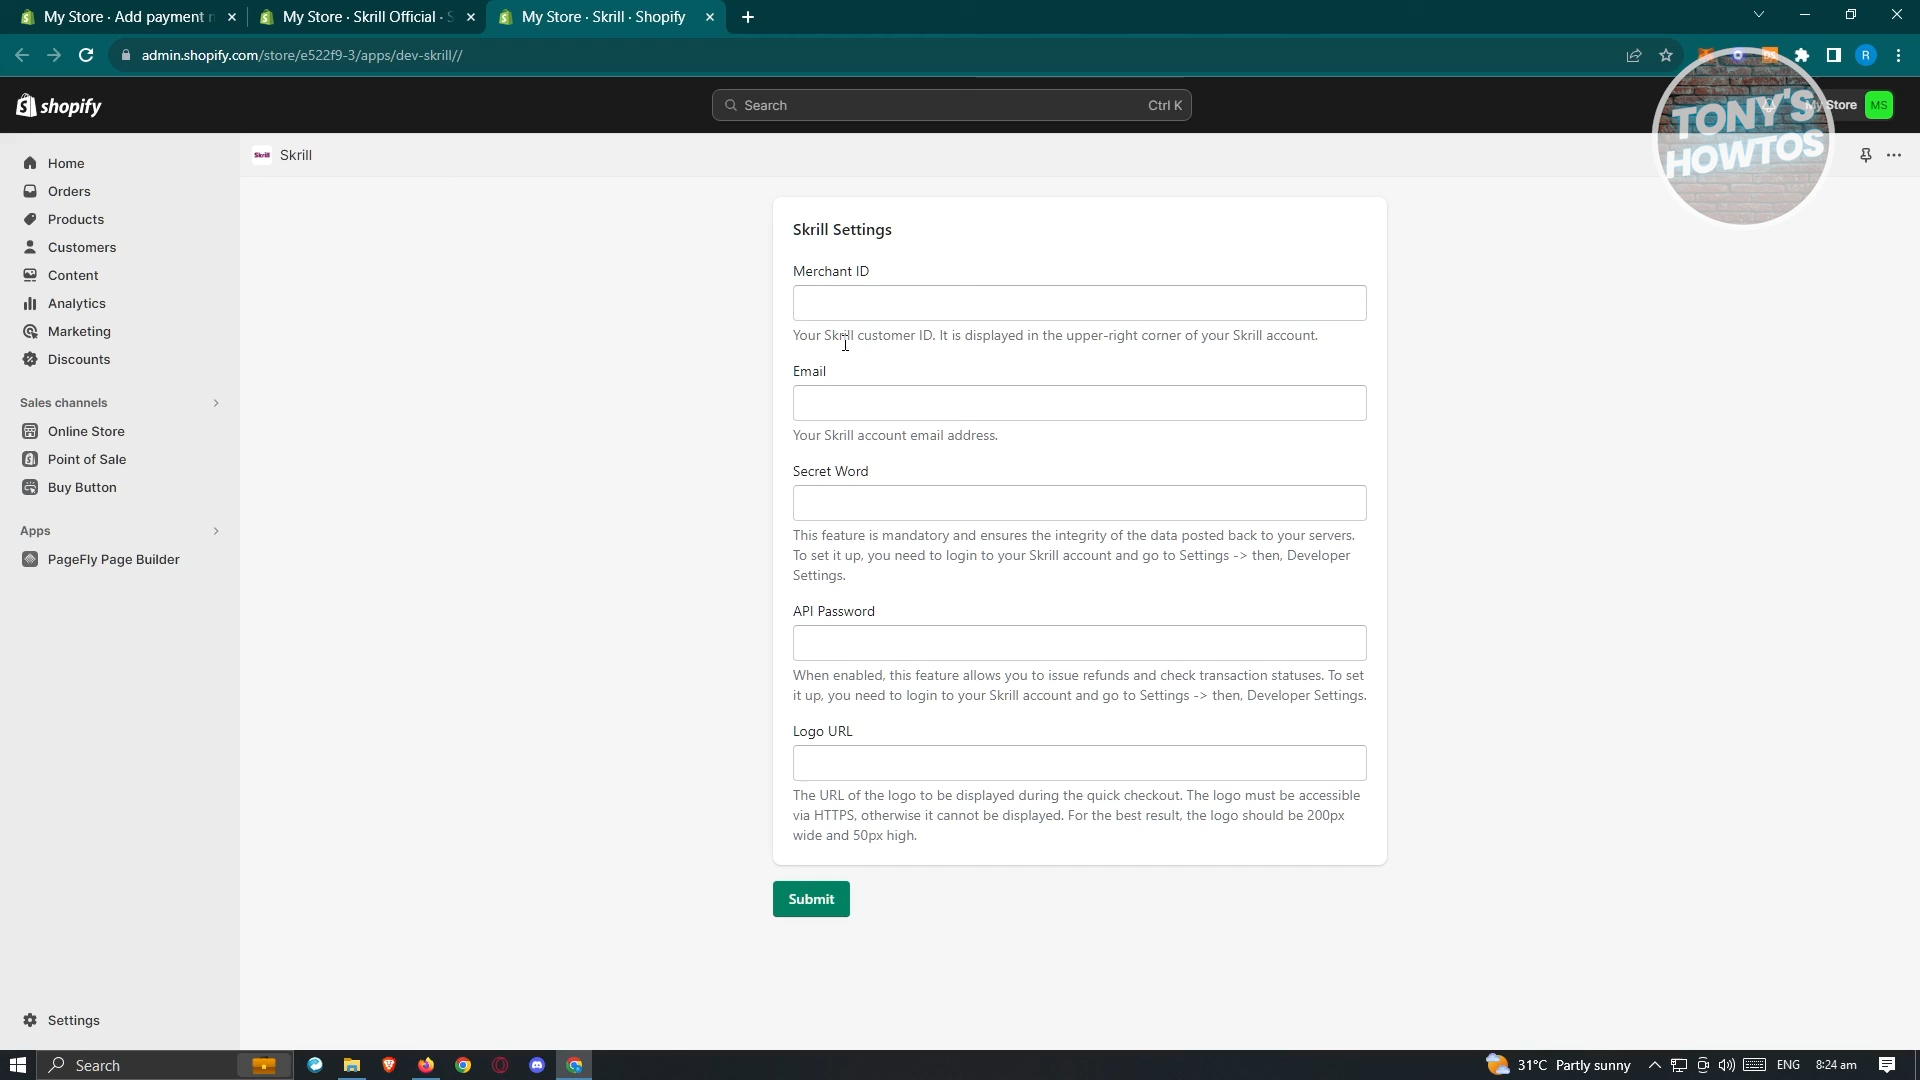 My Store · Add payment
My Store · Skrill Official · S
My Store · Skrill · Shopify
admin.shopify.com/store/e522f9-3/apps/dev-skrill//
R
shopify
Search
Ctrl K
My Store
MS
TONY'S
HOWTOS
Home
Orders
Products
Customers
Content
Analytics
Marketing
Discounts
Sales channels
Online Store
Point of Sale
Buy Button
Apps
PageFly Page Builder
Settings
Skrill
Skrill
Skrill Settings
Merchant ID
Your Skrill customer ID. It is displayed in the upper-right corner of your Skrill account.
Email
Your Skrill account email address.
Secret Word
This feature is mandatory and ensures the integrity of the data posted back to your servers.
To set it up, you need to login to your Skrill account and go to Settings -> then, Developer
Settings.
API Password
When enabled, this feature allows you to issue refunds and check transaction statuses. To set
it up, you need to login to your Skrill account and go to Settings -> then, Developer Settings.
Logo URL
The URL of the logo to be displayed during the quick checkout. The logo must be accessible
via HTTPS, otherwise it cannot be displayed. For the best result, the logo should be 200px
wide and 50px high.
Submit
Search
31°C Partly sunny
ENG
8:24 am